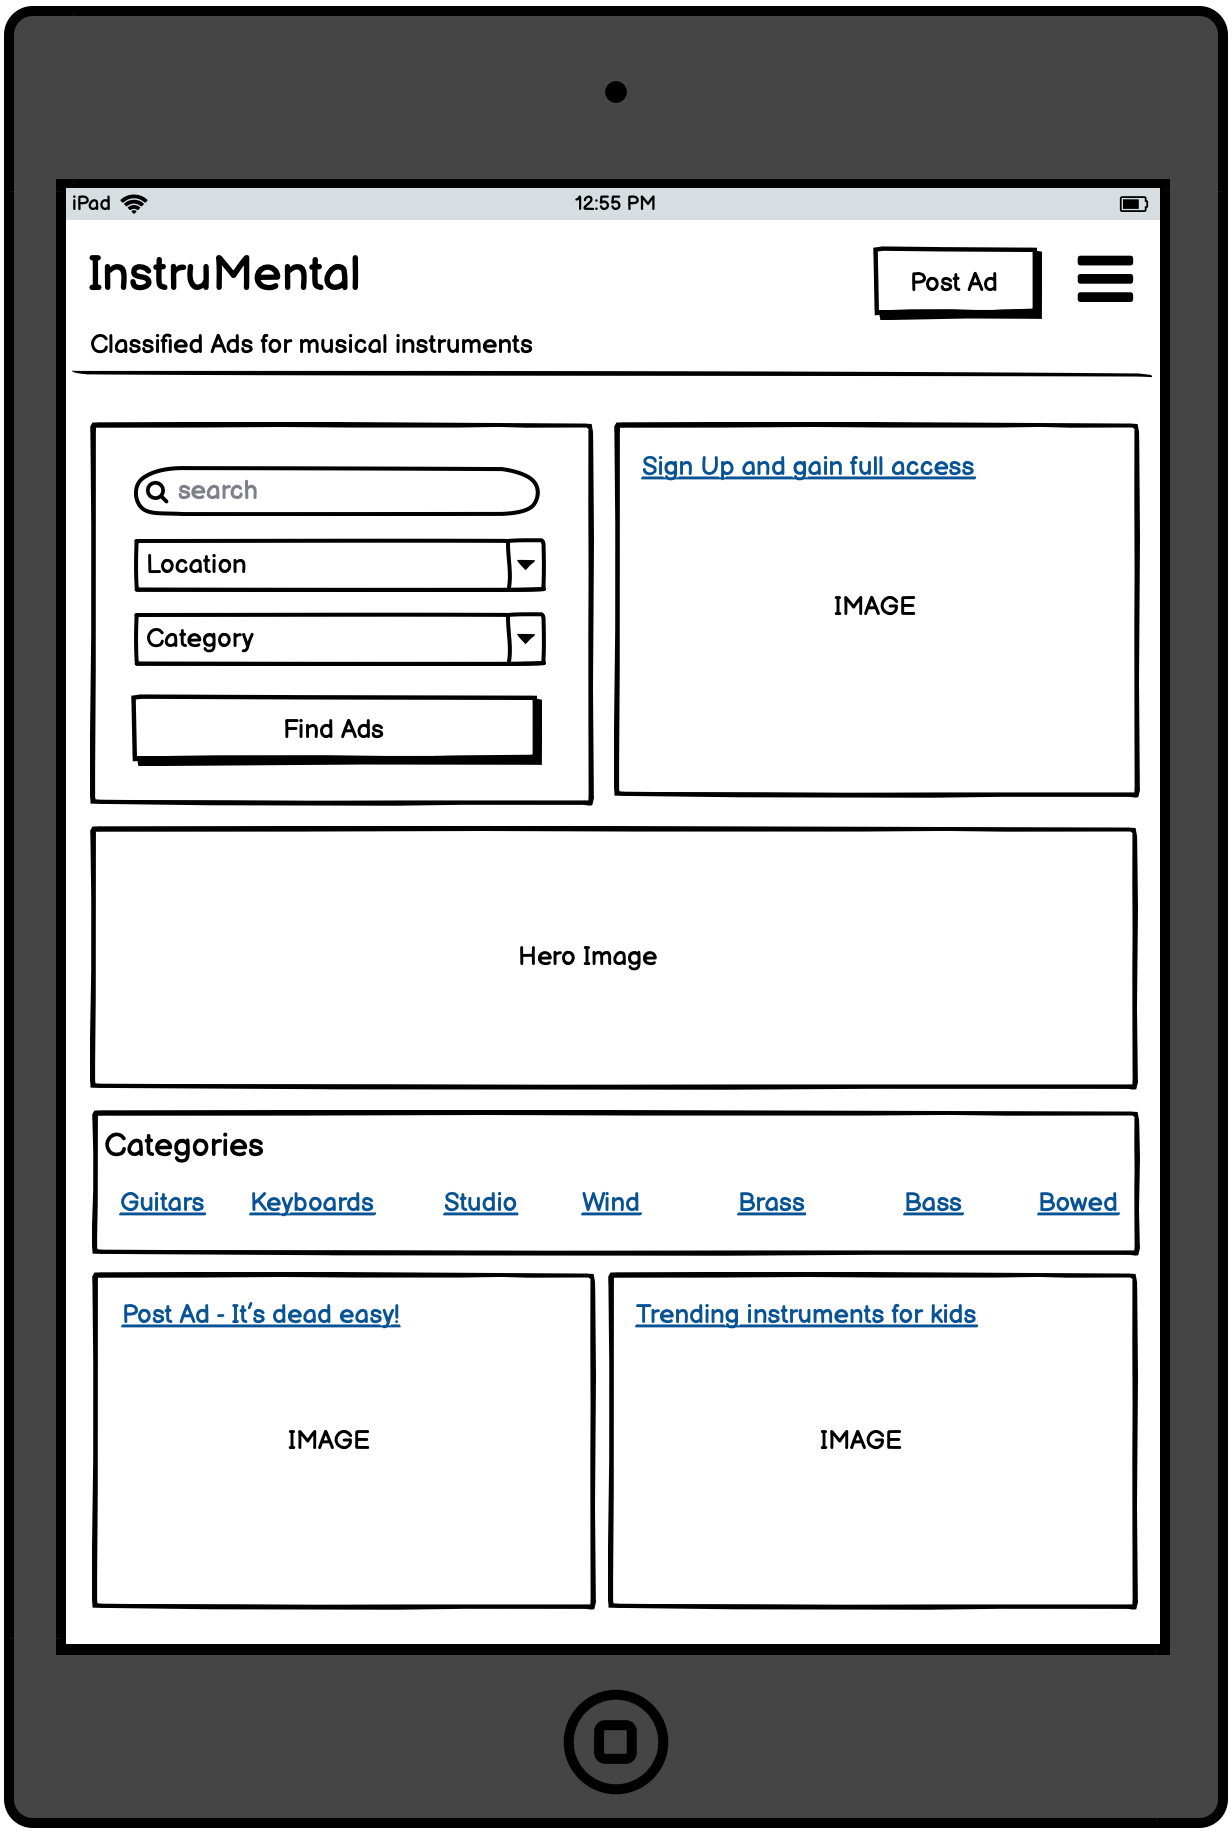 iPad 12:55 PM
InstruMental
Post Ad
Classified Ads for musical instruments
search
Location
Category
Find Ads
Sign Up and gain full access
IMAGE
Hero Image
Categories
Guitars Keyboards Studio Wind Brass Bass Bowed
Post Ad - It's dead easy!
IMAGE
Trending instruments for kids
IMAGE